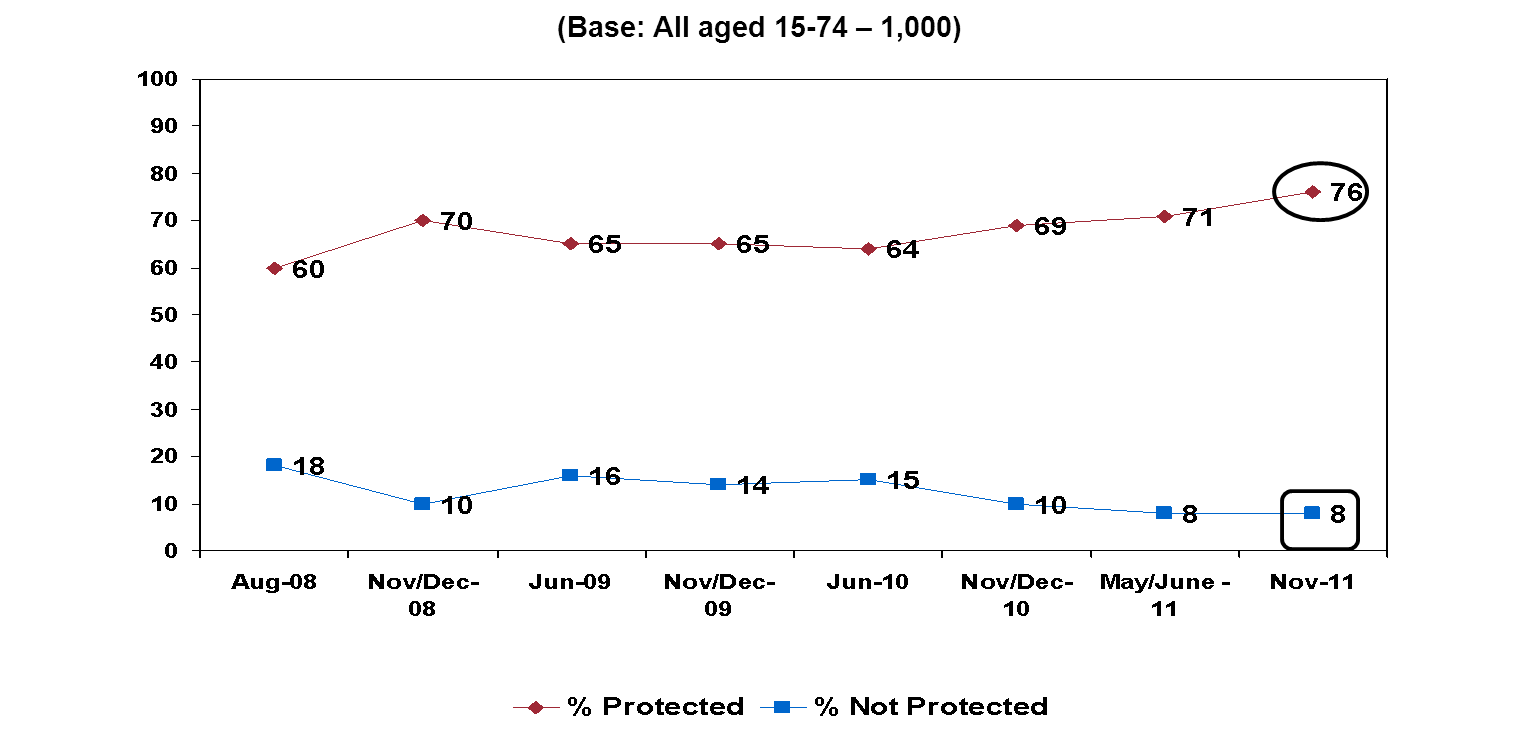 (Base: All aged 15-74 – 1,000)
100
90
80
70
60
50
40
30
20
10
0
60
70
65
65
64
69
71
76
18
10
16
14
15
10
8
8
Aug-08
Nov/Dec-
08
Jun-09
Nov/Dec-
09
Jun-10
Nov/Dec-
10
May/June -
11
Nov-11
% Protected
% Not Protected